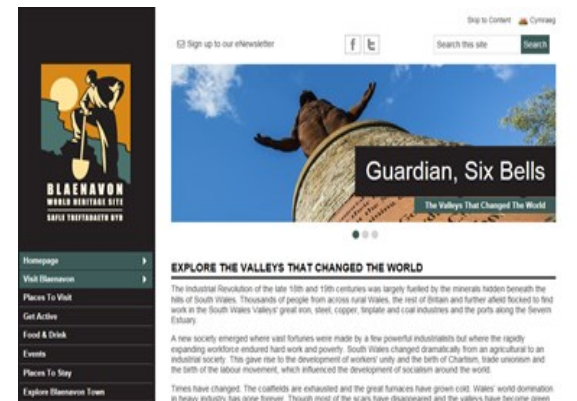 Skip to Content Cymraeg
Sign up to our eNewsletter
f t
Search this site Search
BLAENAVON
WORLD HERITAGE SITE
SAFLE TREFTADAETH BYD
Guardian, Six Bells
The Valleys That Changed The World
Homepage
Visit Blaenavon
Places To Visit
Get Active
Food & Drink
Events
Places To Stay
Explore Blaenavon Town
EXPLORE THE VALLEYS THAT CHANGED THE WORLD
The Industrial Revolution of the late 18th and 19th centuries was largely fuelled by the minerals hidden beneath the
hills of South Wales. Thousands of people from across rural Wales, the rest of Britain and further afield flocked to find
work in the South Wales Valleys' great iron, steel, copper, tinplate and coal industries and the ports along the Severn
Estuary.
A new society emerged where vast fortunes were made by a few powerful industrialists but where the rapidly
expanding workforce endured hard work and poverty. South Wales changed dramatically from an agricultural to an
industrial society. This gave rise to the development of workers' unity and the birth of Chartism, trade unionism and
the birth of the labour movement, which influenced the development of socialism around the world.
Times have changed. The coalfields are exhausted and the great furnaces have grown cold. Wales' world domination
in heavy industry has gone forever. Though most of the scars have disappeared and the valleys have become green